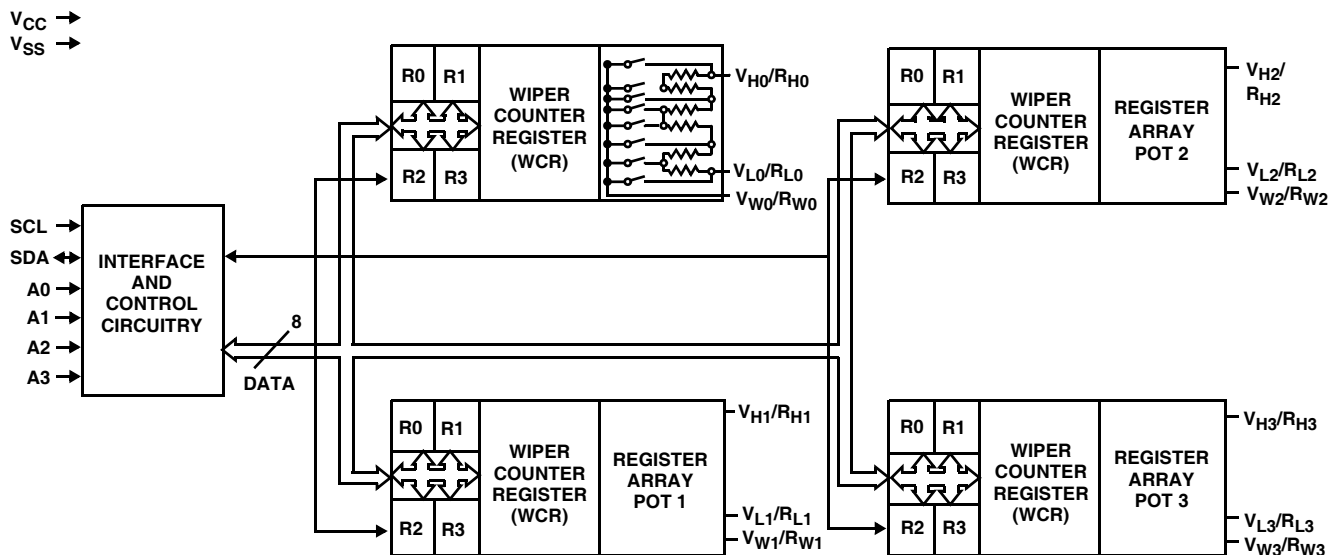 VCC
VSS
R0 R1
R2 R3
WIPER
COUNTER
REGISTER
(WCR)
VH0/RH0
VL0/RL0
VW0/RW0
R0 R1
R2 R3
WIPER
COUNTER
REGISTER
(WCR)
REGISTER
ARRAY
POT 2
VH2/
RH2
VL2/RL2
VW2/RW2
SCL
SDA
A0
A1
A2
A3
INTERFACE
AND
CONTROL
CIRCUITRY
8
DATA
R0 R1
R2 R3
WIPER
COUNTER
REGISTER
(WCR)
REGISTER
ARRAY
POT 1
VH1/RH1
VL1/RL1
VW1/RW1
R0 R1
R2 R3
WIPER
COUNTER
REGISTER
(WCR)
REGISTER
ARRAY
POT 3
VH3/RH3
VL3/RL3
VW3/RW3